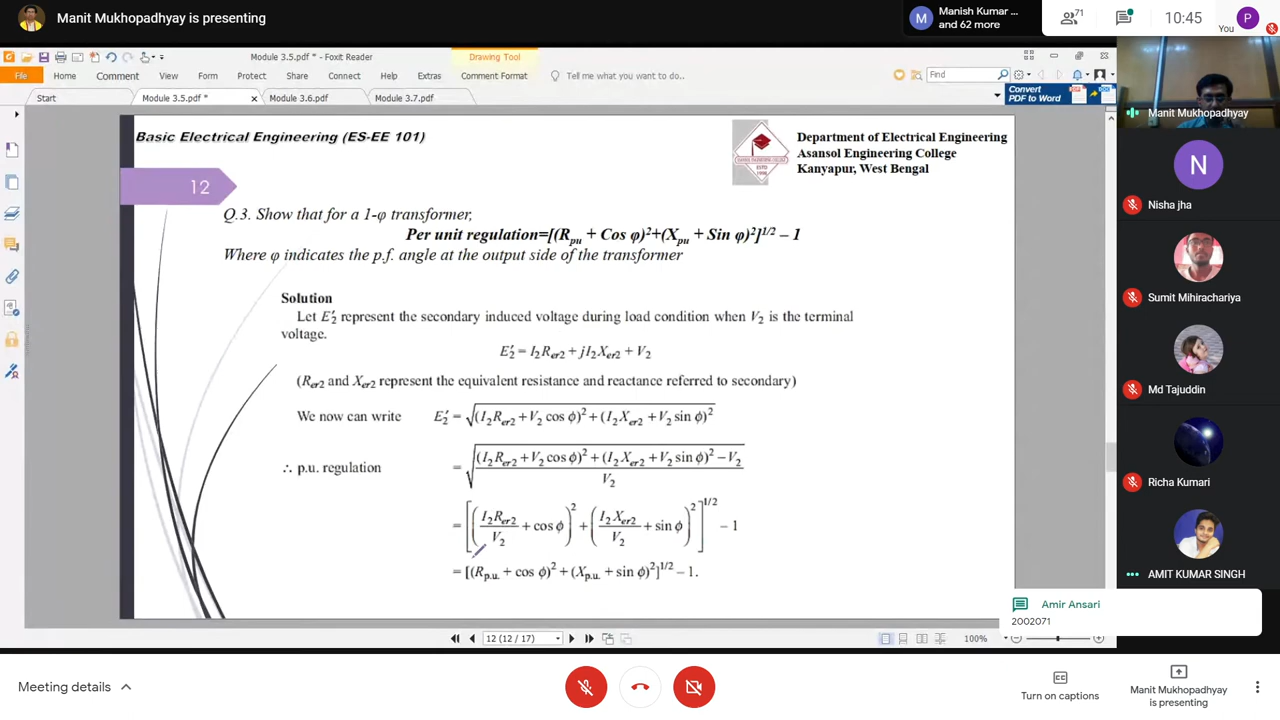 Manit Mukhopadhyay is presenting
M Manish Kumar ...
and 62 more
71
10:45
You
P
Module 3.5.pdf * - Foxit Reader
Drawing Tool
File Home Comment View Form Protect Share Connect Help Extras Comment Format Tell me what you want to do..
Find
Start
Module 3.5.pdf *
Module 3.6.pdf
Module 3.7.pdf
Convert
PDF to Word
Basic Electrical Engineering (ES-EE 101)
Department of Electrical Engineering
Asansol Engineering College
Kanyapur, West Bengal
12
Q.3. Show that for a 1-φ transformer,
Per unit regulation=[(Rpu + Cos φ)²+(Xpu + Sin φ)²]¹/² – 1
Where φ indicates the p.f. angle at the output side of the transformer
Solution
Let E₂′ represent the secondary induced voltage during load condition when V₂ is the terminal
voltage.
E₂′ = I₂Rer2 + jI₂Xer2 + V₂
(Rer2 and Xer2 represent the equivalent resistance and reactance referred to secondary)
We now can write E₂′ = √((I₂Rer2 + V₂ cos ϕ)² + (I₂Xer2 + V₂ sin ϕ)²)
∴ p.u. regulation = √(((I₂Rer2 + V₂ cos ϕ)² + (I₂Xer2 + V₂ sin ϕ)² – V₂) / V₂)
= [(I₂Rer2 / V₂ + cos ϕ)² + (I₂Xer2 / V₂ + sin ϕ)²]¹/² – 1
= [(Rp.u. + cos ϕ)² + (Xp.u. + sin ϕ)²]¹/² – 1.
12 (12 / 17)
100%
Manit Mukhopadhyay
N
Nisha jha
Sumit Mihirachariya
Md Tajuddin
Richa Kumari
AMIT KUMAR SINGH
Amir Ansari
2002071
Meeting details
Turn on captions
Manit Mukhopadhyay
is presenting